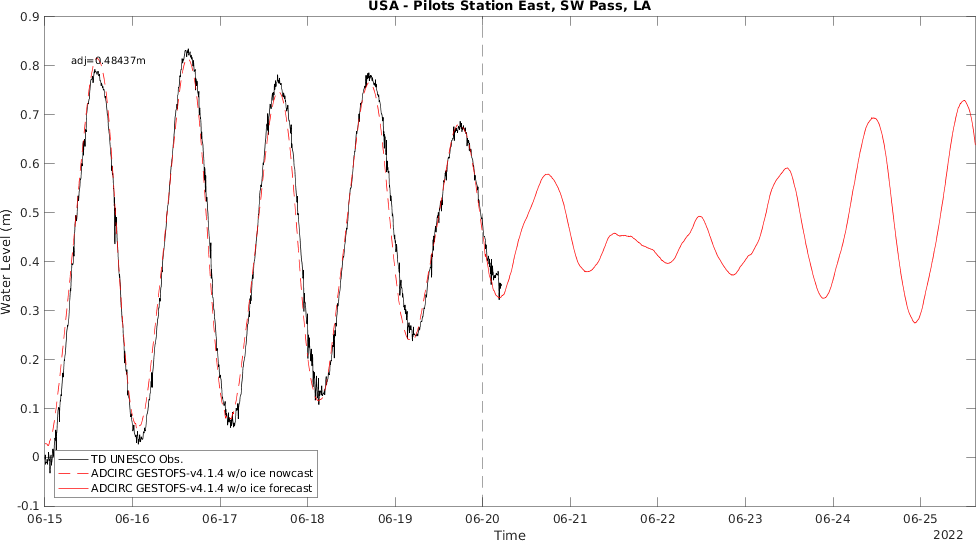 USA - Pilots Station East, SW Pass, LA
adj=0.48437m
0.9
0.8
0.7
0.6
0.5
0.4
0.3
0.2
0.1
0
-0.1
Water Level (m)
TD UNESCO Obs.
ADCIRC GESTOFS-v4.1.4 w/o ice nowcast
ADCIRC GESTOFS-v4.1.4 w/o ice forecast
06-15 06-16 06-17 06-18 06-19 06-20 06-21 06-22 06-23 06-24 06-25
Time
2022